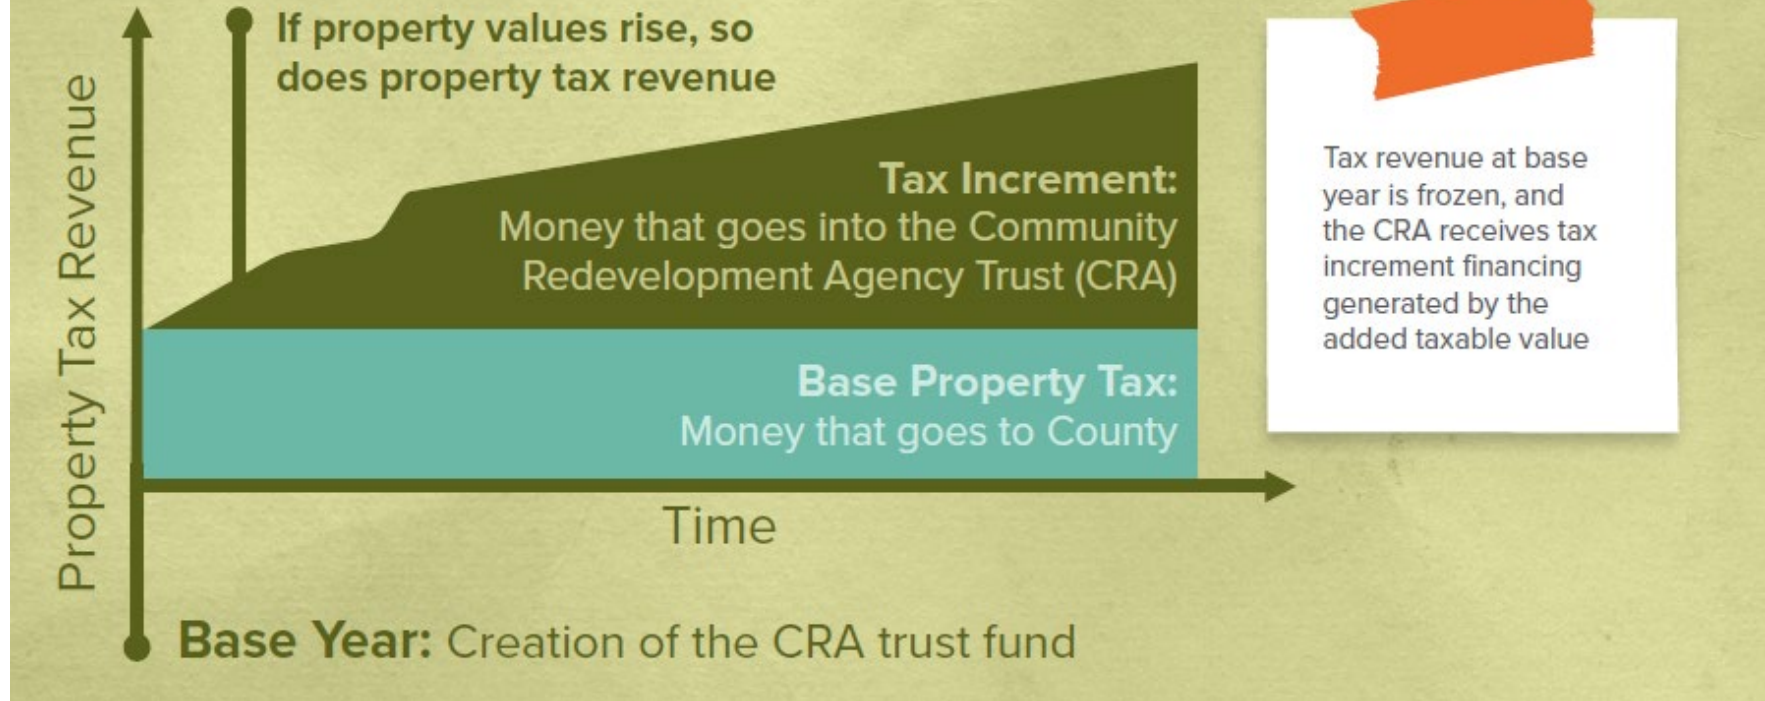 If property values rise, so
does property tax revenue
Property Tax Revenue
Tax Increment:
Money that goes into the Community
Redevelopment Agency Trust (CRA)
Base Property Tax:
Money that goes to County
Time
Base Year: Creation of the CRA trust fund
Tax revenue at base
year is frozen, and
the CRA receives tax
increment financing
generated by the
added taxable value